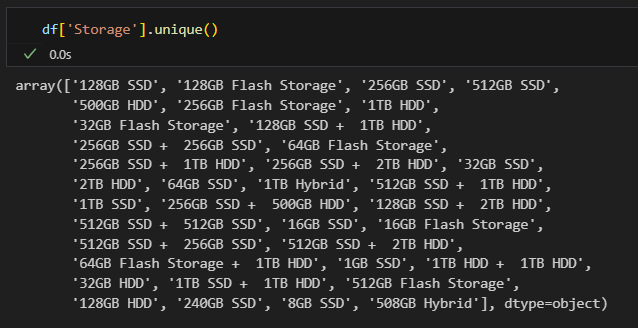 df['Storage'].unique()
✓ 0.0s
array(['128GB SSD', '128GB Flash Storage', '256GB SSD', '512GB SSD',
'500GB HDD', '256GB Flash Storage', '1TB HDD',
'32GB Flash Storage', '128GB SSD +  1TB HDD',
'256GB SSD +  256GB SSD', '64GB Flash Storage',
'256GB SSD +  1TB HDD', '256GB SSD +  2TB HDD', '32GB SSD',
'2TB HDD', '64GB SSD', '1TB Hybrid', '512GB SSD +  1TB HDD',
'1TB SSD', '256GB SSD +  500GB HDD', '128GB SSD +  2TB HDD',
'512GB SSD +  512GB SSD', '16GB SSD', '16GB Flash Storage',
'512GB SSD +  256GB SSD', '512GB SSD +  2TB HDD',
'64GB Flash Storage +  1TB HDD', '1GB SSD', '1TB HDD +  1TB HDD',
'32GB HDD', '1TB SSD +  1TB HDD', '512GB Flash Storage',
'128GB HDD', '240GB SSD', '8GB SSD', '508GB Hybrid'], dtype=object)